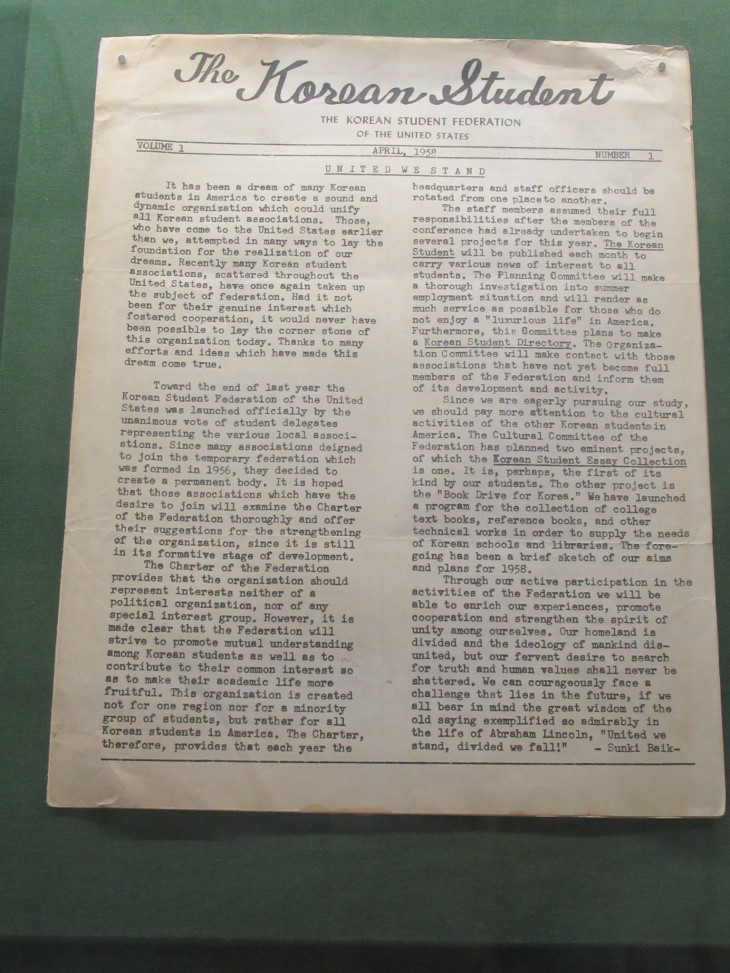 The Korean Student
THE KOREAN STUDENT FEDERATION
OF THE UNITED STATES
VOLUME 1 APRIL, 1958 NUMBER 1
UNITED WE STAND
It has been a dream of many Korean
students in America to create a sound and
dynamic organization which could unify
all Korean student associations. Those,
who have come to the United States earlier
than we, attempted in many ways to lay the
foundation for the realization of our
dreams. Recently many Korean student
associations, scattered throughout the
United States, have once again taken up
the subject of federation. Had it not
been for their genuine interest which
fostered cooperation, it would never have
been possible to lay the corner stone of
this organization today. Thanks to many
efforts and ideas which have made this
dream come true.
Toward the end of last year the
Korean Student Federation of the United
States was launched officially by the
unanimous vote of student delegates
representing the various local associ-
ations. Since many associations deigned
to join the temporary federation which
was formed in 1956, they decided to
create a permanent body. It is hoped
that those associations which have the
desire to join will examine the Charter
of the Federation thoroughly and offer
their suggestions for the strengthening
of the organization, since it is still
in its formative stage of development.
The Charter of the Federation
provides that the organization should
represent interests neither of a
political organization, nor of any
special interest group. However, it is
made clear that the Federation will
strive to promote mutual understanding
among Korean students as well as to
contribute to their common interest so
as to make their academic life more
fruitful. This organization is created
not for one region nor for a minority
group of students, but rather for all
Korean students in America. The Charter,
therefore, provides that each year the
headquarters and staff officers should be
rotated from one place to another.
The staff members assumed their full
responsibilities after the members of the
conference had already undertaken to begin
several projects for this year. The Korean
Student will be published each month to
carry various news of interest to all
students. The Planning Committee will make
a thorough investigation into summer
employment situation and will render as
much service as possible for those who do
not enjoy a "luxurious life" in America.
Furthermore, this Committee plans to make
a Korean Student Directory. The Organiza-
tion Committee will make contact with those
associations that have not yet become full
members of the Federation and inform them
of its development and activity.
Since we are eagerly pursuing our study,
we should pay more attention to the cultural
activities of the other Korean students in
America. The Cultural Committee of the
Federation has planned two eminent projects,
of which the Korean Student Essay Collection
is one. It is, perhaps, the first of its
kind by our students. The other project is
the "Book Drive for Korea." We have launched
a program for the collection of college
text books, reference books, and other
technical works in order to supply the needs
of Korean schools and libraries. The fore-
going has been a brief sketch of our aims
and plans for 1958.
Through our active participation in the
activities of the Federation we will be
able to enrich our experiences, promote
cooperation and strengthen the spirit of
unity among ourselves. Our homeland is
divided and the ideology of mankind dis-
united, but our fervent desire to search
for truth and human values shall never be
shattered. We can courageously face a
challenge that lies in the future, if we
all bear in mind the great wisdom of the
old saying exemplified so admirably in
the life of Abraham Lincoln, "United we
stand, divided we fall!" - Sunki Baik-